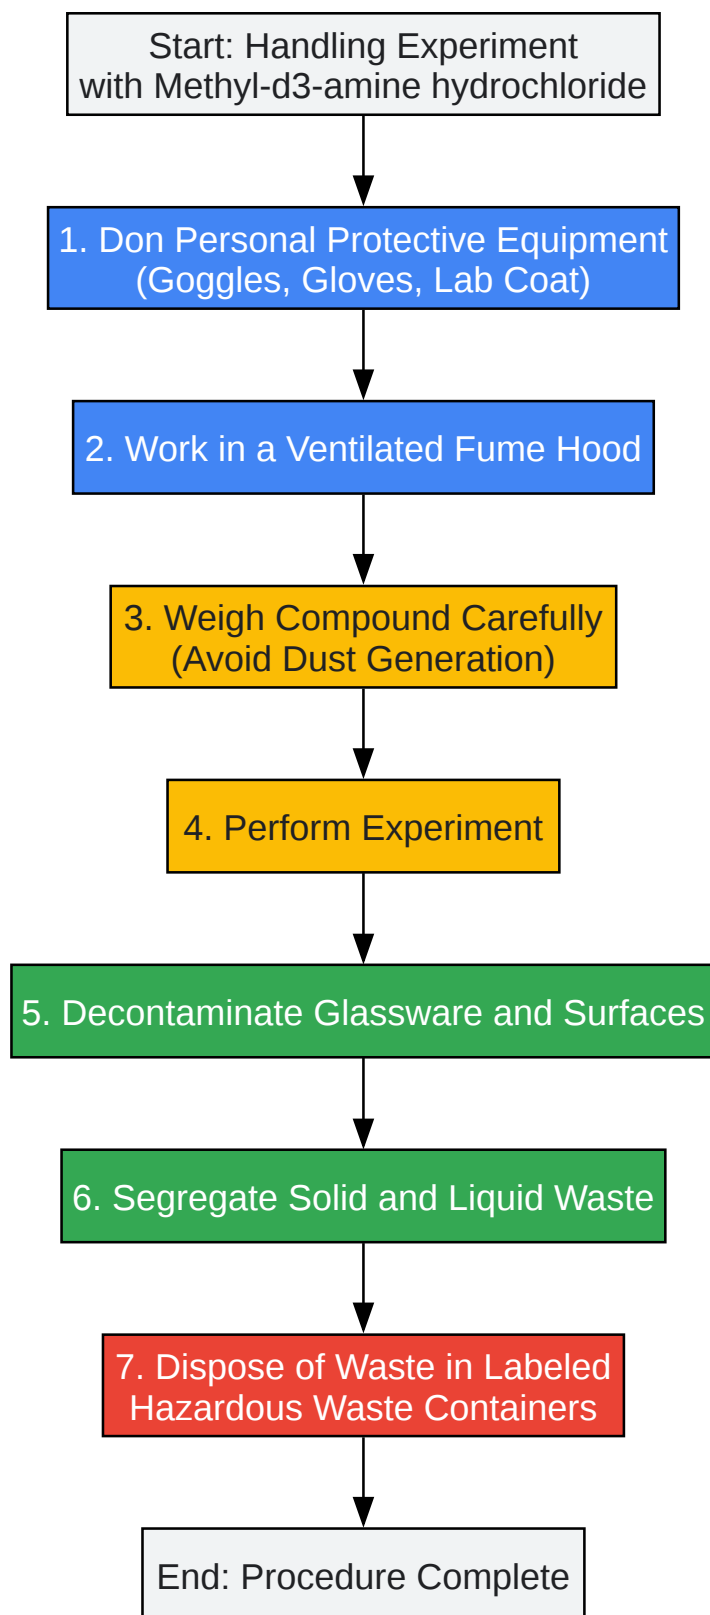 Start: Handling Experiment
with Methyl-d3-amine hydrochloride
1. Don Personal Protective Equipment
(Goggles, Gloves, Lab Coat)
2. Work in a Ventilated Fume Hood
3. Weigh Compound Carefully
(Avoid Dust Generation)
4. Perform Experiment
5. Decontaminate Glassware and Surfaces
6. Segregate Solid and Liquid Waste
7. Dispose of Waste in Labeled
Hazardous Waste Containers
End: Procedure Complete